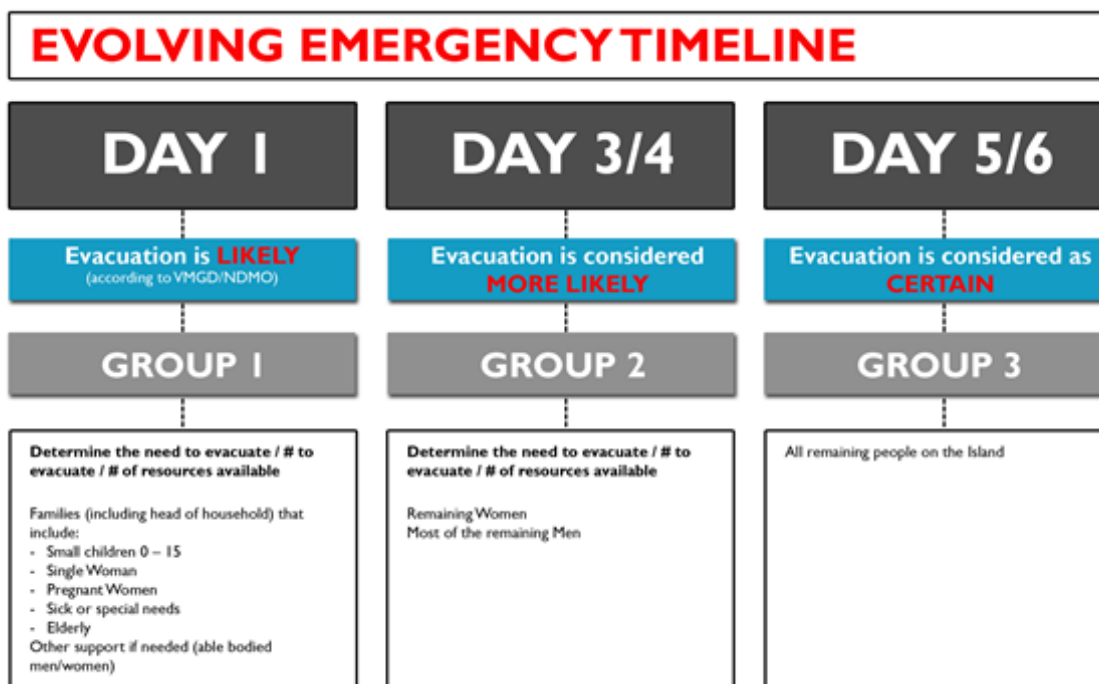 EVOLVING EMERGENCY TIMELINE
DAY 1
Evacuation is LIKELY
(according to VMGD/NDMO)
GROUP 1
Determine the need to evacuate / # to
evacuate / # of resources available
Families (including head of household) that
include:
- Small children 0 – 15
- Single Woman
- Pregnant Women
- Sick or special needs
- Elderly
Other support if needed (able bodied
men/women)
DAY 3/4
Evacuation is considered
MORE LIKELY
GROUP 2
Determine the need to evacuate / # to
evacuate / # of resources available
Remaining Women
Most of the remaining Men
DAY 5/6
Evacuation is considered as
CERTAIN
GROUP 3
All remaining people on the Island